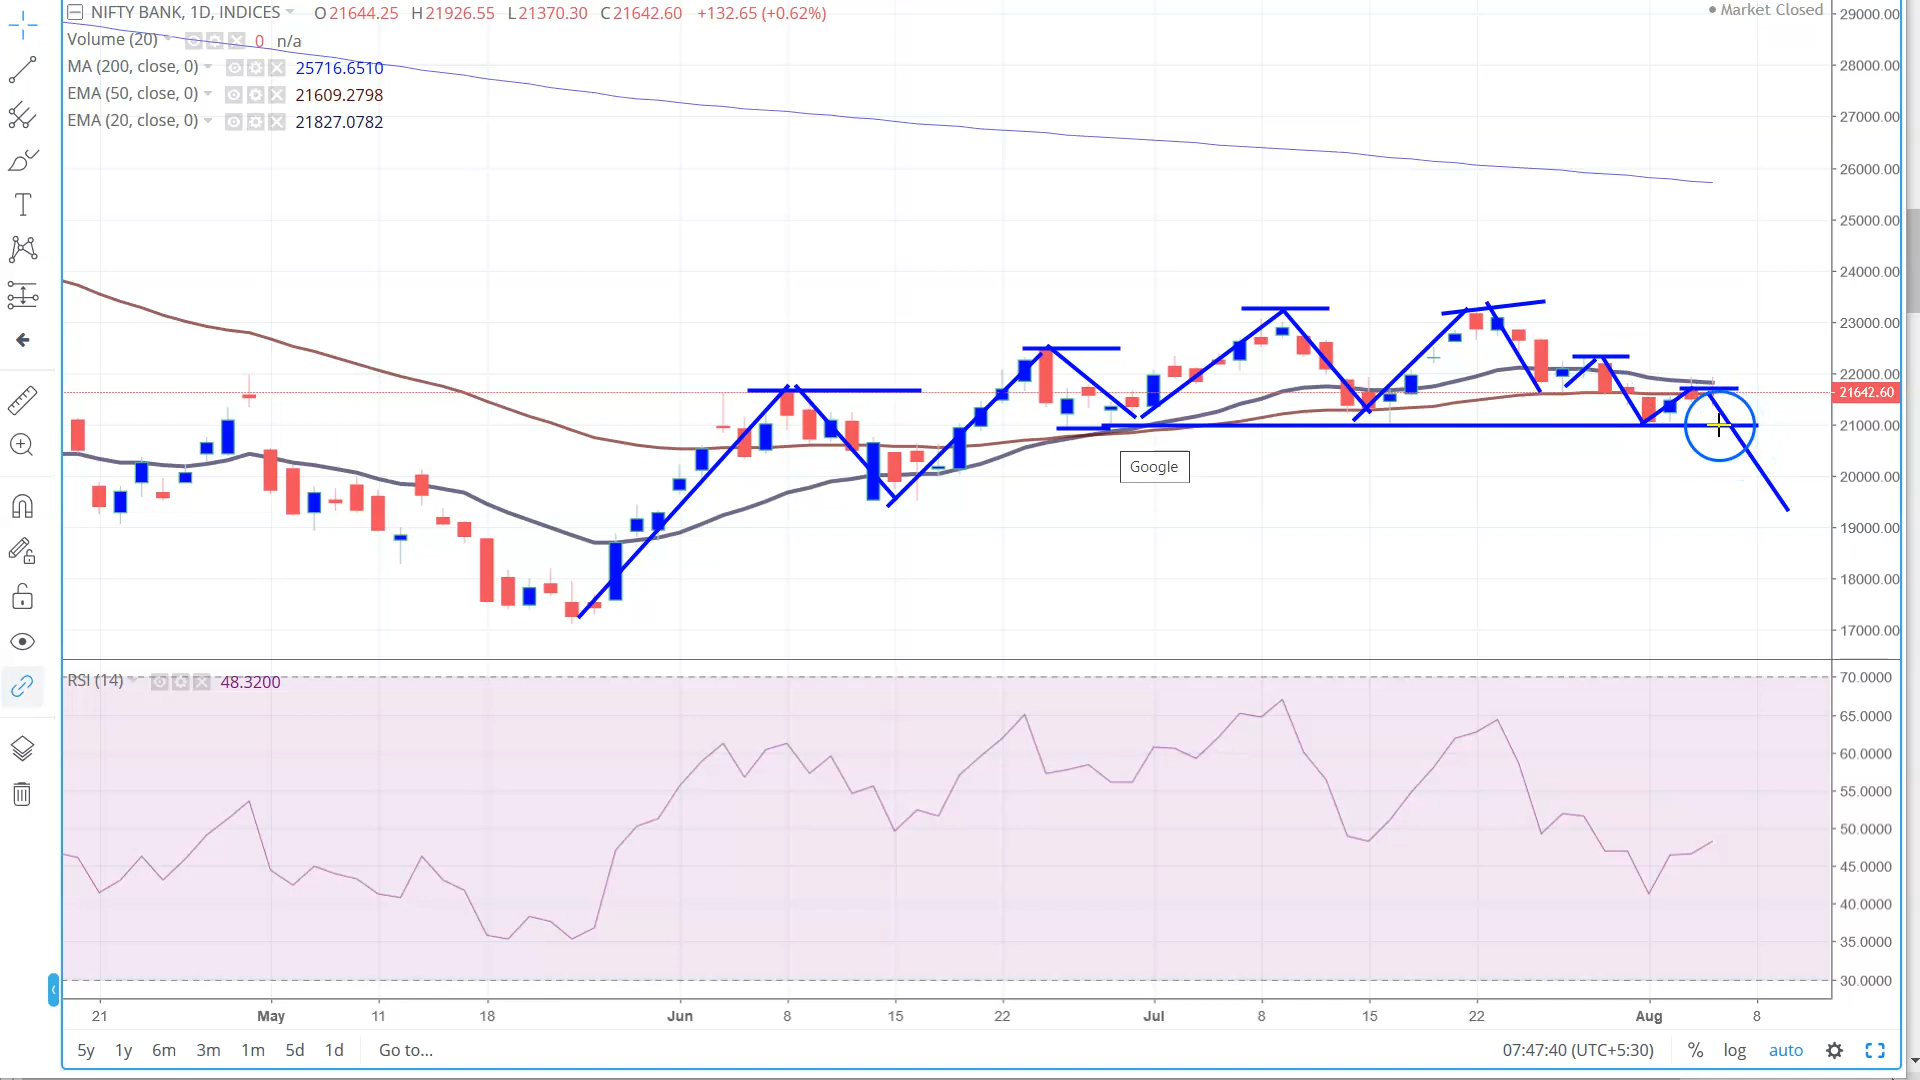 NIFTY BANK, 1D, INDICES O 21644.25 H 21926.55 L 21370.30 C 21642.60 +132.65 (+0.62%)
Market Closed
Volume (20) 0 n/a
MA (200, close, 0) 25716.6510
EMA (50, close, 0) 21609.2798
EMA (20, close, 0) 21827.0782
29000.00
28000.00
27000.00
26000.00
25000.00
24000.00
23000.00
22000.00
21642.60
21000.00
20000.00
19000.00
18000.00
17000.00
Google
RSI (14) 48.3200
70.0000
65.0000
60.0000
55.0000
50.0000
45.0000
40.0000
35.0000
30.0000
21 May 11 18 Jun 8 15 22 Jul 8 15 22 Aug 8
5y 1y 6m 3m 1m 5d 1d Go to... 07:47:40 (UTC+5:30) % log auto